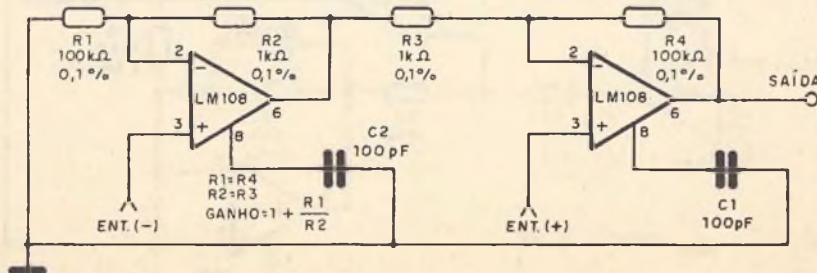 R1
100kΩ
0,1%
R2
1kΩ
0,1%
R3
1kΩ
0,1%
R4
100kΩ
0,1%
2
−
LM108
3
+
6
8
C2
100pF
R1=R4
R2=R3
GANHO=1 + R1/R2
ENT.(−)
2
−
LM108
3
+
6
8
SAÍDA
C1
100pF
ENT.(+)